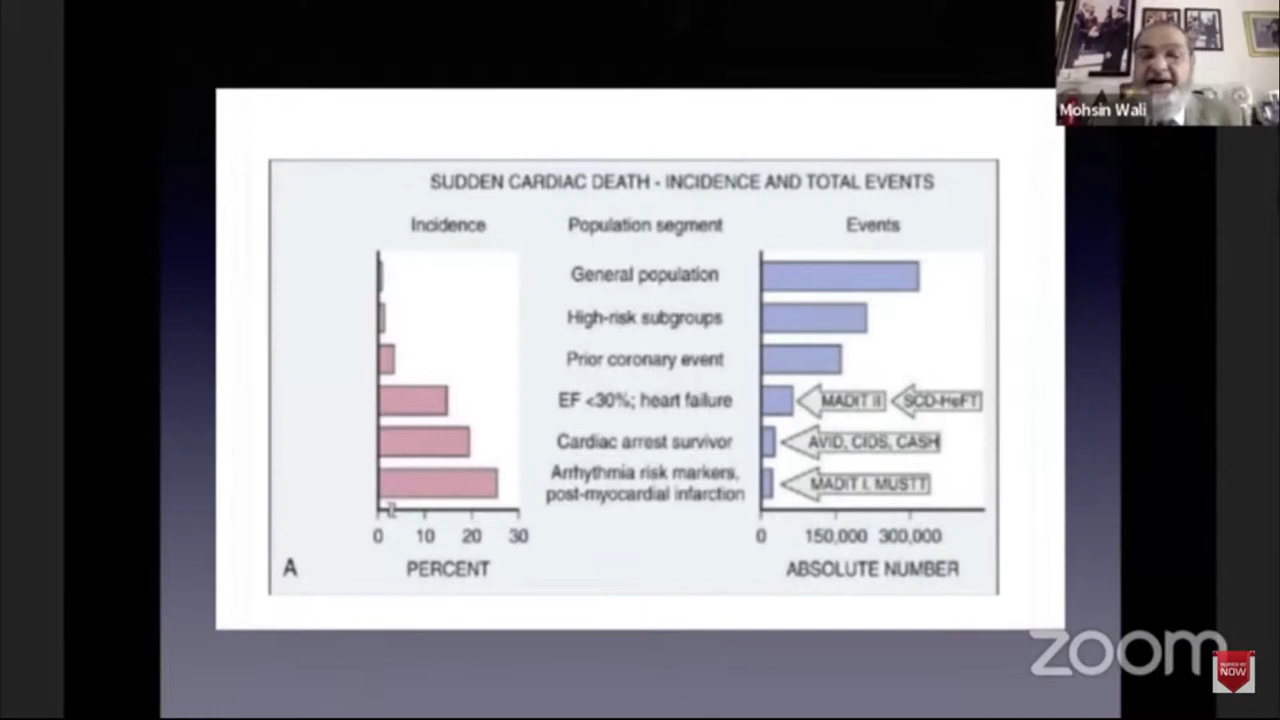 Mohsin Wali
SUDDEN CARDIAC DEATH - INCIDENCE AND TOTAL EVENTS
Incidence
Population segment
Events
General population
High-risk subgroups
Prior coronary event
EF <30%; heart failure
MADIT II
SCD-HeFT
Cardiac arrest survivor
AVID, CIDS, CASH
Arrhythmia risk markers,
post-myocardial infarction
MADIT I, MUSTT
0 10 20 30
0 150,000 300,000
A
PERCENT
ABSOLUTE NUMBER
zoom
NOW